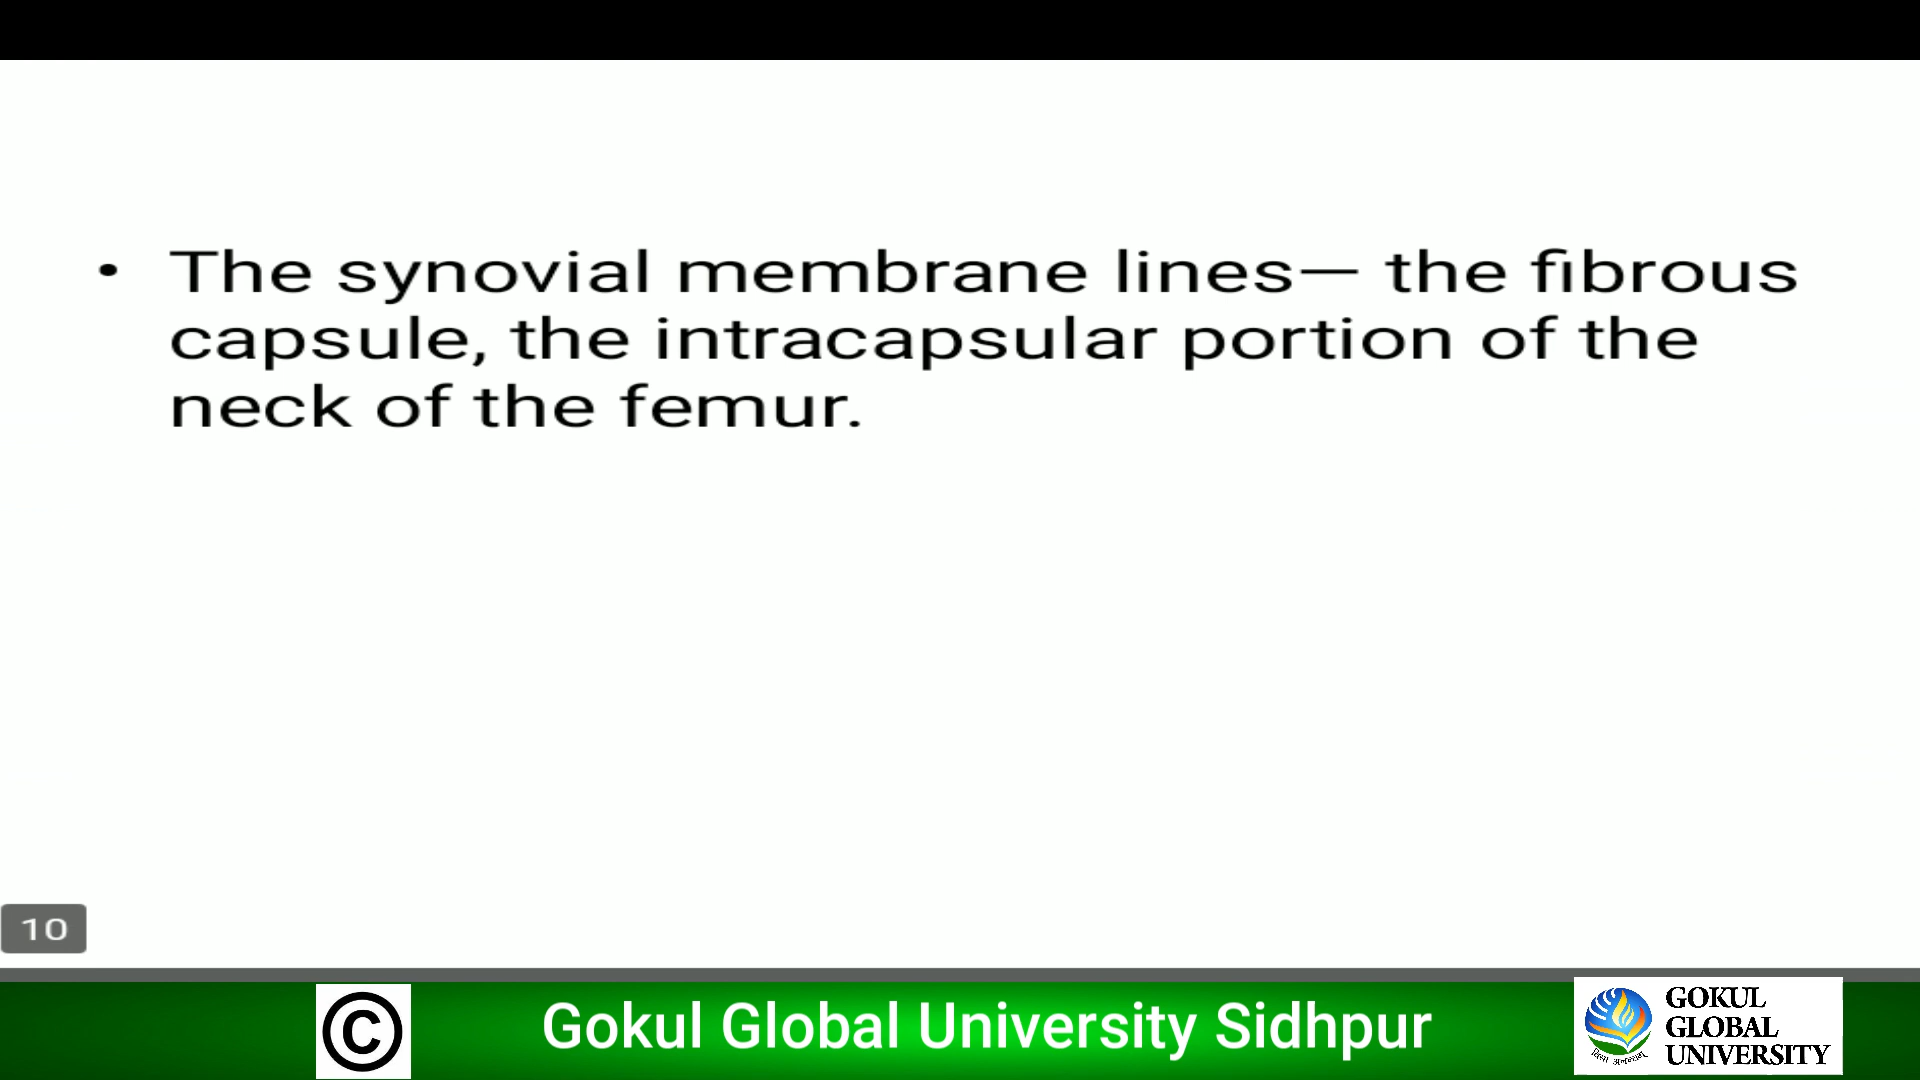 • The synovial membrane lines— the fibrous
capsule, the intracapsular portion of the
neck of the femur.
10
© Gokul Global University Sidhpur
GOKUL
GLOBAL
UNIVERSITY